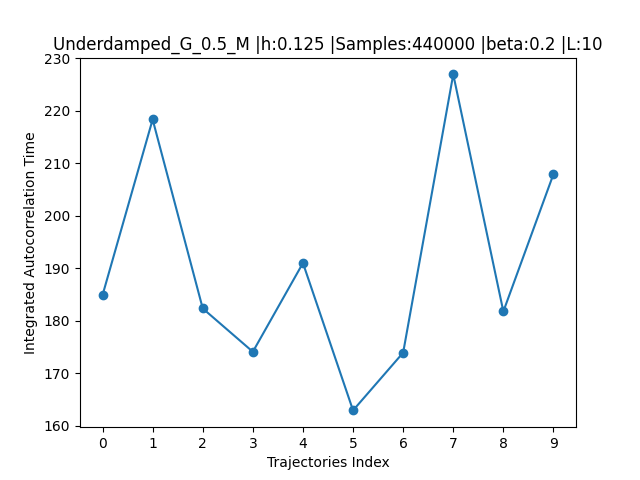 Underdamped_G_0.5_M |h:0.125 |Samples:440000 |beta:0.2 |L:10
230
220
210
200
190
180
170
160
Integrated Autocorrelation Time
0 1 2 3 4 5 6 7 8 9
Trajectories Index